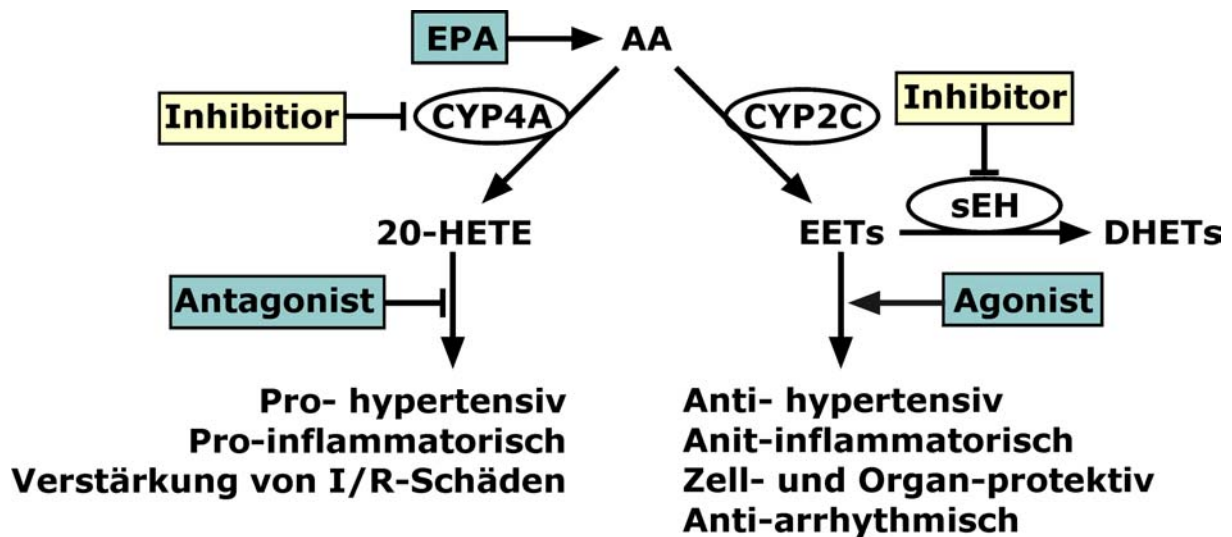 EPA
AA
Inhibitior
CYP4A
CYP2C
Inhibitor
sEH
20-HETE
EETs
DHETs
Antagonist
Agonist
Pro- hypertensiv
Pro-inflammatorisch
Verstärkung von I/R-Schäden
Anti- hypertensiv
Anit-inflammatorisch
Zell- und Organ-protektiv
Anti-arrhythmisch